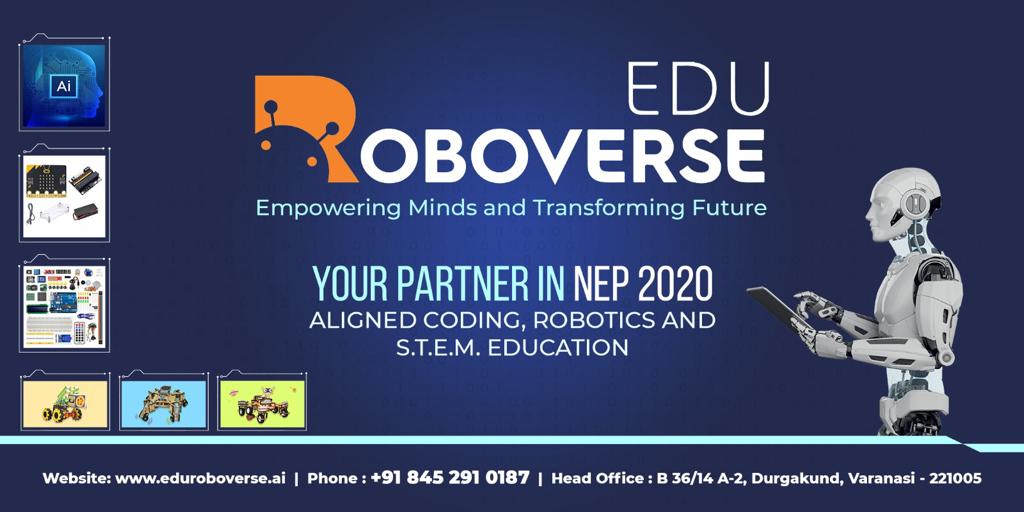 Ai
EDU
ROBOVERSE
Empowering Minds and Transforming Future
YOUR PARTNER IN NEP 2020
ALIGNED CODING, ROBOTICS AND
S.T.E.M. EDUCATION
Website: www.eduroboverse.ai | Phone : +91 845 291 0187 | Head Office : B 36/14 A-2, Durgakund, Varanasi - 221005